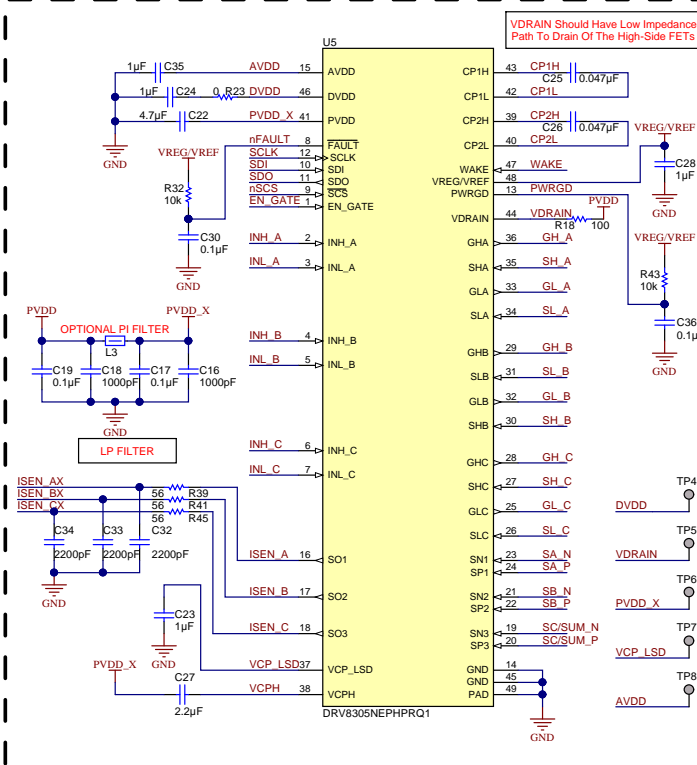 VDRAIN Should Have Low Impedance
Path To Drain Of The High-Side FETs
U5
1µF C35 AVDD 15 AVDD CP1H 43 CP1H
C25 0.047µF
1µF C24 0 R23 DVDD 46 DVDD CP1L 42 CP1L
4.7µF C22 PVDD_X 41 PVDD CP2H 39 CP2H
C26 0.047µF
GND
nFAULT 8 FAULT CP2L 40 CP2L
VREG/VREF
SCLK 12 SCLK
SDI 10 SDI WAKE 47 WAKE
SDO 11 SDO VREG/VREF 48
nSCS 9 SCS PWRGD 13 PWRGD
EN_GATE 1 EN_GATE
VREG/VREF
C28
1µF
GND
R32
10k
VDRAIN 44 VDRAIN PVDD
R18 100
C30
0.1µF
GND
INH_A 2 INH_A GHA 36 GH_A
INL_A 3 INL_A SHA 35 SH_A
GLA 33 GL_A
SLA 34 SL_A
VREG/VREF
R43
10k
C36
0.1µ
GND
PVDD PVDD_X
OPTIONAL PI FILTER
L3
C19 C18 C17 C16
0.1µF 1000pF 0.1µF 1000pF
GND
LP FILTER
INH_B 4 INH_B GHB 29 GH_B
INL_B 5 INL_B SLB 31 SL_B
GLB 32 GL_B
SHB 30 SH_B
INH_C 6 INH_C GHC 28 GH_C
INL_C 7 INL_C SHC 27 SH_C
GLC 25 GL_C
SLC 26 SL_C
ISEN_AX 56 R39
ISEN_BX 56 R41
ISEN_CX 56 R45
C34 C33 C32
2200pF 2200pF 2200pF
GND
ISEN_A 16 SO1 SN1 23 SA_N
SP1 24 SA_P
ISEN_B 17 SO2 SN2 21 SB_N
SP2 22 SB_P
C23
1µF
GND
ISEN_C 18 SO3 SN3 19 SC/SUM_N
SP3 20 SC/SUM_P
VCP_LSD 37 VCP_LSD GND 14
GND 45
PVDD_X C27 2.2µF VCPH 38 VCPH PAD 49
GND
DRV8305NEPHPRQ1
TP4
DVDD
TP5
VDRAIN
TP6
PVDD_X
TP7
VCP_LSD
TP8
AVDD